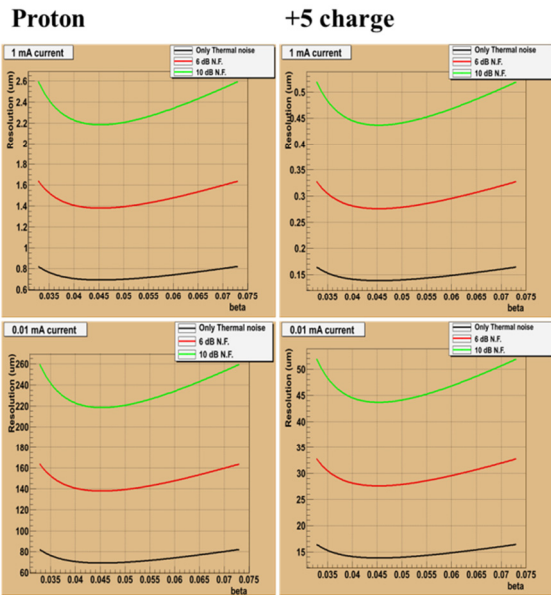 Proton
+5 charge
1 mA current
Only Thermal noise
6 dB N.F.
10 dB N.F.
Resolution (um)
2.6
2.4
2.2
2
1.8
1.6
1.4
1.2
1
0.8
0.6
0.035 0.04 0.045 0.05 0.055 0.06 0.065 0.07 0.075
beta
1 mA current
Only Thermal noise
6 dB N.F.
10 dB N.F.
Resolution (um)
0.5
0.45
0.4
0.35
0.3
0.25
0.2
0.15
0.035 0.04 0.045 0.05 0.055 0.06 0.065 0.07 0.075
beta
0.01 mA current
Only Thermal noise
6 dB N.F.
10 dB N.F.
Resolution (um)
260
240
220
200
180
160
140
120
100
80
60
0.035 0.04 0.045 0.05 0.055 0.06 0.065 0.07 0.075
beta
0.01 mA current
Only Thermal noise
6 dB N.F.
10 dB N.F.
Resolution (um)
50
45
40
35
30
25
20
15
0.035 0.04 0.045 0.05 0.055 0.06 0.065 0.07 0.075
beta